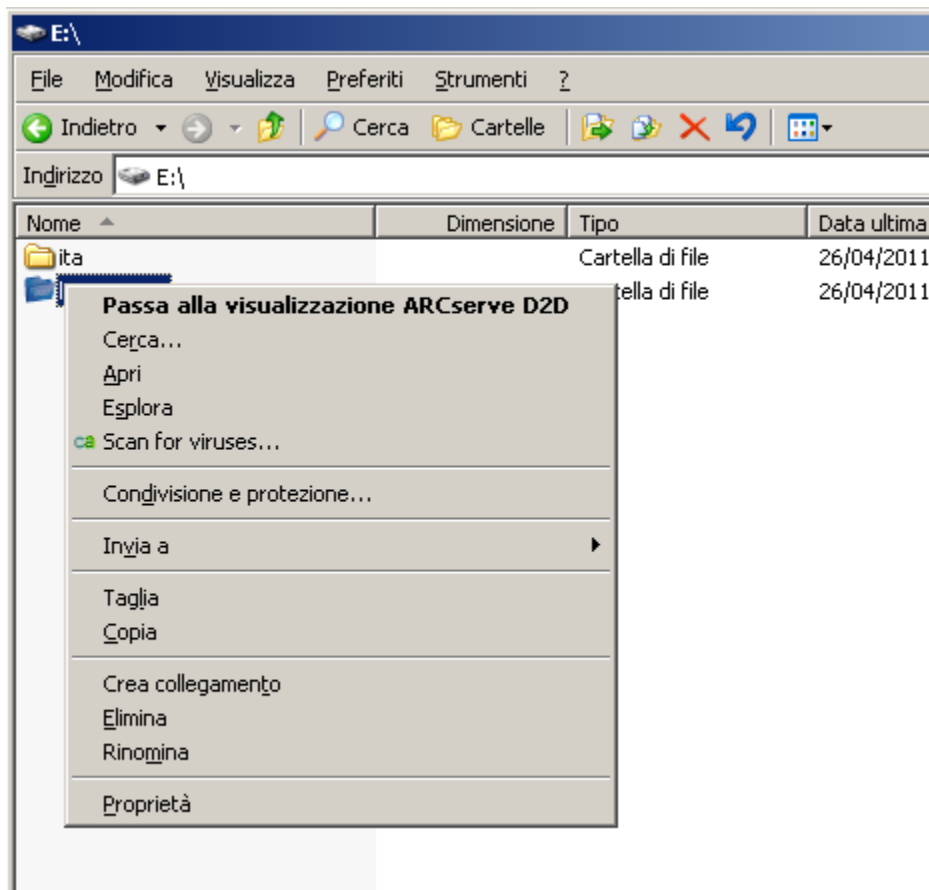 E:\
File Modifica Visualizza Preferiti Strumenti ?
Indietro Cerca Cartelle
Indirizzo E:\
Nome Dimensione Tipo Data ultima
ita Cartella di file 26/04/2011
tella di file 26/04/2011
Passa alla visualizzazione ARCserve D2D
Cerca...
Apri
Esplora
ca Scan for viruses...
Condivisione e protezione...
Invia a
Taglia
Copia
Crea collegamento
Elimina
Rinomina
Proprietà